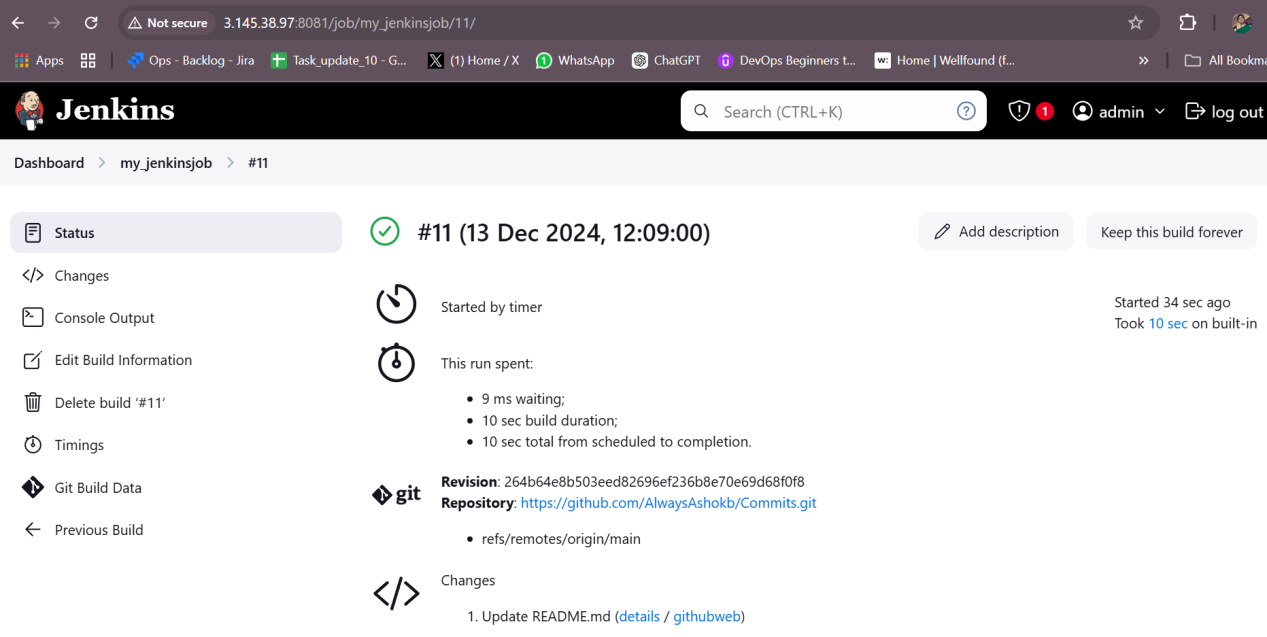 Not secure 3.145.38.97:8081/job/my_jenkinsjob/11/
Apps Ops - Backlog - Jira Task_update_10 - G... (1) Home / X 1 WhatsApp ChatGPT DevOps Beginners t... w: Home | Wellfound (f... » All Bookma
Jenkins Search (CTRL+K) ? 1 admin log out
Dashboard my_jenkinsjob #11
Status
Changes
Console Output
Edit Build Information
Delete build ‘#11’
Timings
Git Build Data
Previous Build
#11 (13 Dec 2024, 12:09:00)
Add description Keep this build forever
Started by timer
Started 34 sec ago
Took 10 sec on built-in
This run spent:
• 9 ms waiting;
• 10 sec build duration;
• 10 sec total from scheduled to completion.
git
Revision: 264b64e8b503eed82696ef236b8e70e69d68f0f8
Repository: https://github.com/AlwaysAshokb/Commits.git
• refs/remotes/origin/main
Changes
1. Update README.md (details / githubweb)